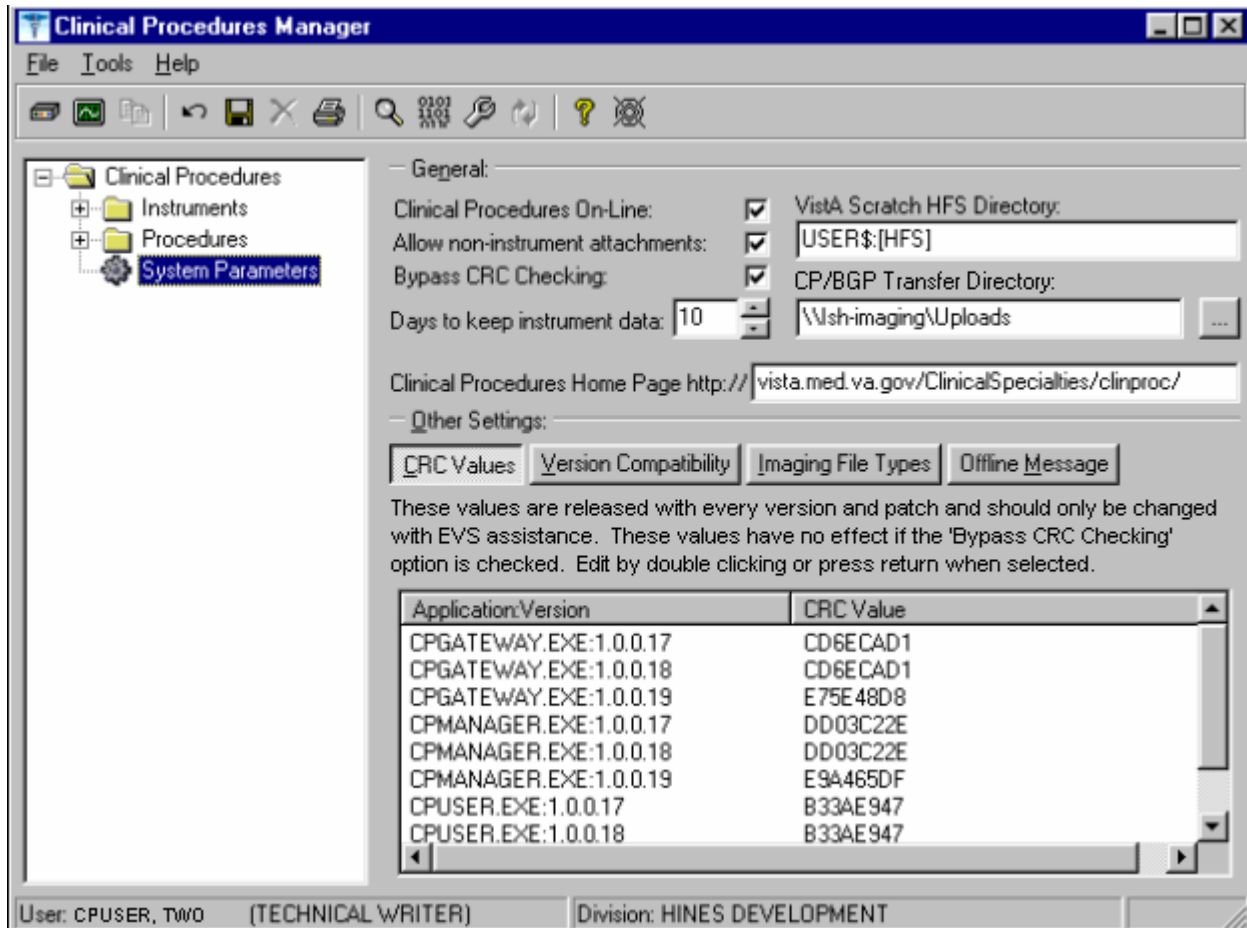 Clinical Procedures Manager
File Tools Help
Clinical Procedures
Instruments
Procedures
System Parameters
General:
Clinical Procedures On-Line:
Allow non-instrument attachments:
Bypass CRC Checking:
Days to keep instrument data: 10
VistA Scratch HFS Directory:
USER$:[HFS]
CP/BGP Transfer Directory:
\\Ish-imaging\Uploads
...
Clinical Procedures Home Page http:// vista.med.va.gov/ClinicalSpecialties/clinproc/
Other Settings:
CRC Values Version Compatibility Imaging File Types Offline Message
These values are released with every version and patch and should only be changed
with EVS assistance. These values have no effect if the 'Bypass CRC Checking'
option is checked. Edit by double clicking or press return when selected.
Application:Version CRC Value
CPGATEWAY.EXE:1.0.0.17 CD6ECAD1
CPGATEWAY.EXE:1.0.0.18 CD6ECAD1
CPGATEWAY.EXE:1.0.0.19 E75E48D8
CPMANAGER.EXE:1.0.0.17 DD03C22E
CPMANAGER.EXE:1.0.0.18 DD03C22E
CPMANAGER.EXE:1.0.0.19 E9A465DF
CPUSER.EXE:1.0.0.17 B33AE947
CPUSER.EXE:1.0.0.18 B33AE947
User: CPUSER, TWO (TECHNICAL WRITER) Division: HINES DEVELOPMENT